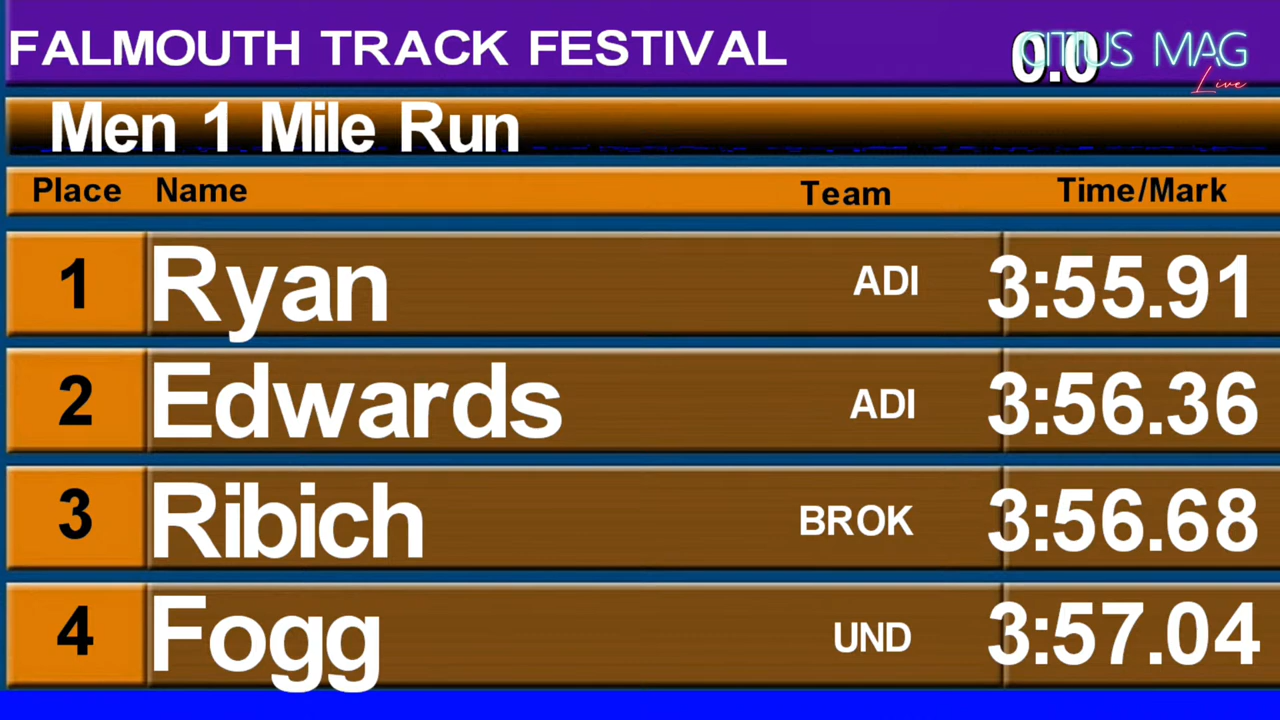 FALMOUTH TRACK FESTIVAL 0.0 CITIUS MAG
Live
Men 1 Mile Run
Place Name Team Time/Mark
1 Ryan ADI 3:55.91
2 Edwards ADI 3:56.36
3 Ribich BROK 3:56.68
4 Fogg UND 3:57.04